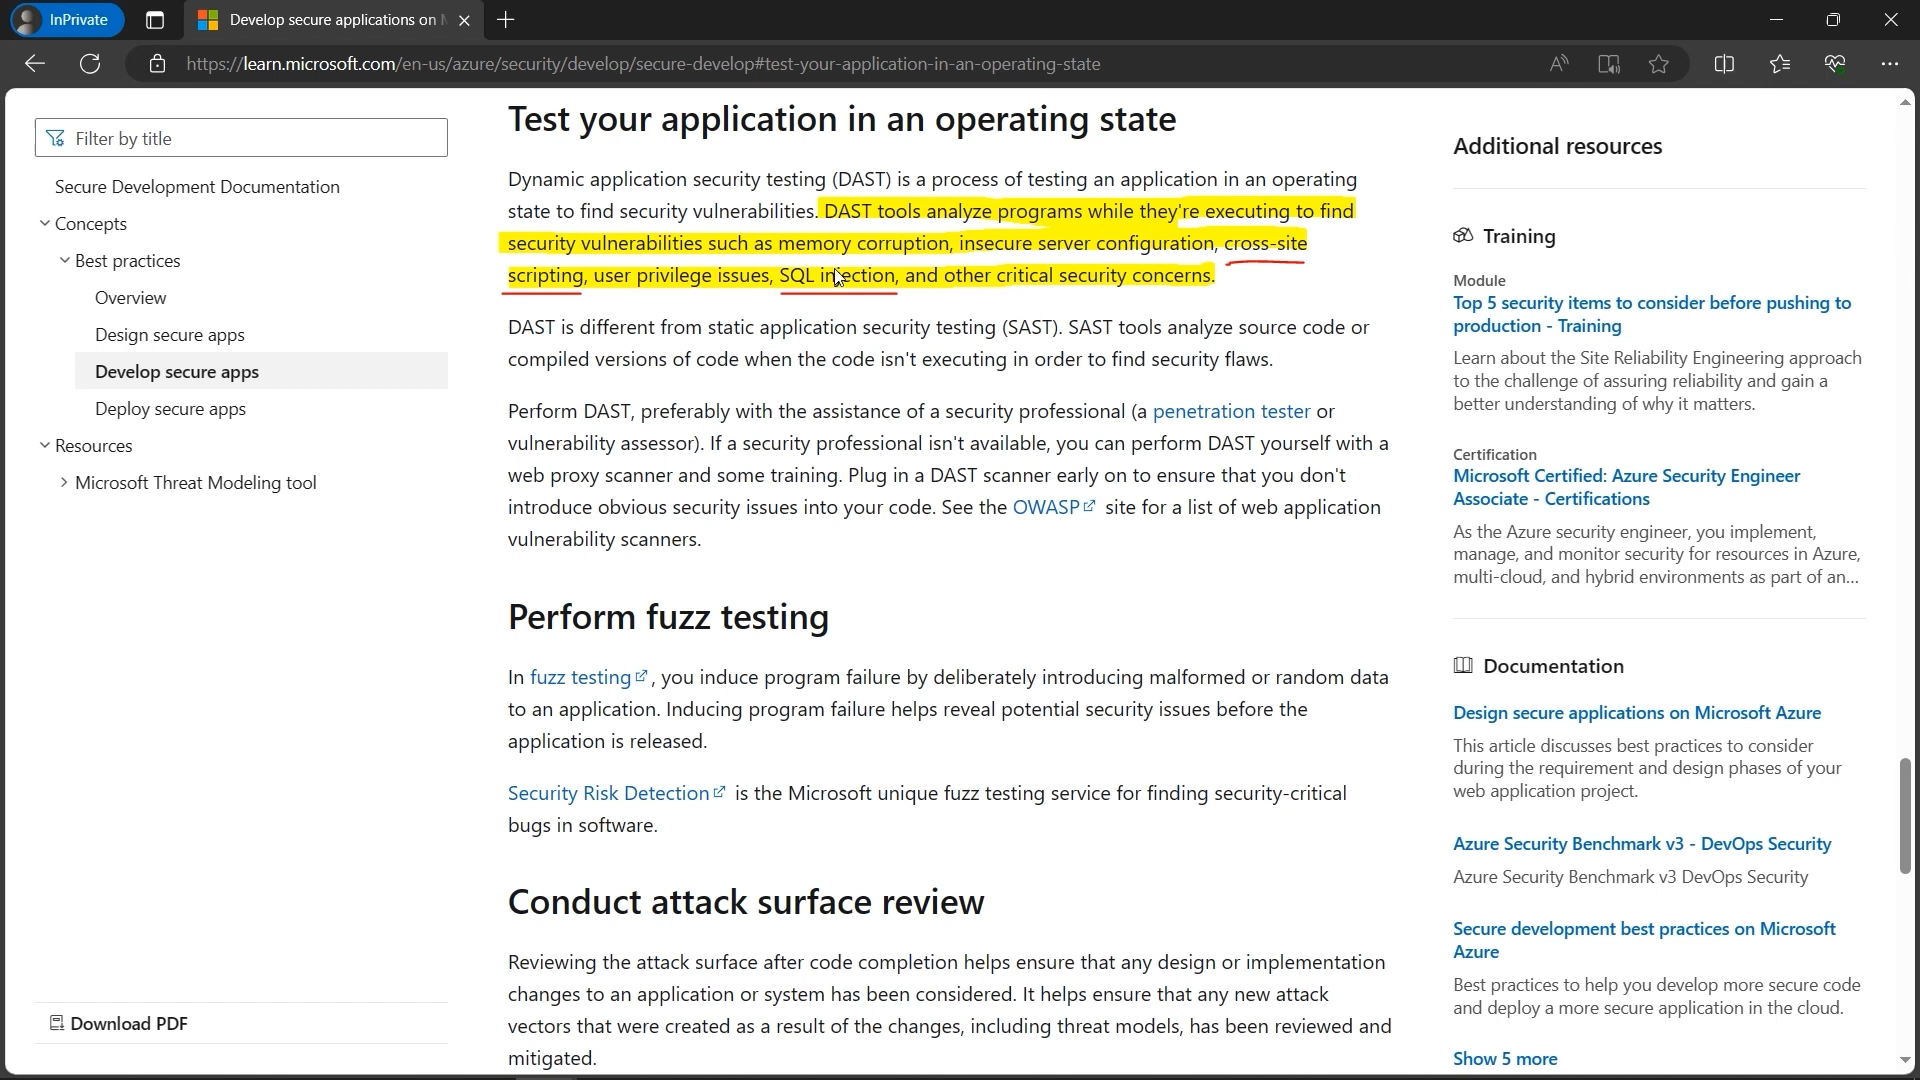 InPrivate
Develop secure applications on
https://learn.microsoft.com/en-us/azure/security/develop/secure-develop#test-your-application-in-an-operating-state
Filter by title
Secure Development Documentation
Concepts
Best practices
Overview
Design secure apps
Develop secure apps
Deploy secure apps
Resources
Microsoft Threat Modeling tool
Download PDF
Test your application in an operating state
Dynamic application security testing (DAST) is a process of testing an application in an operating
state to find security vulnerabilities. DAST tools analyze programs while they're executing to find
security vulnerabilities such as memory corruption, insecure server configuration, cross-site
scripting, user privilege issues, SQL injection, and other critical security concerns.
DAST is different from static application security testing (SAST). SAST tools analyze source code or
compiled versions of code when the code isn't executing in order to find security flaws.
Perform DAST, preferably with the assistance of a security professional (a penetration tester or
vulnerability assessor). If a security professional isn't available, you can perform DAST yourself with a
web proxy scanner and some training. Plug in a DAST scanner early on to ensure that you don't
introduce obvious security issues into your code. See the OWASP site for a list of web application
vulnerability scanners.
Perform fuzz testing
In fuzz testing, you induce program failure by deliberately introducing malformed or random data
to an application. Inducing program failure helps reveal potential security issues before the
application is released.
Security Risk Detection is the Microsoft unique fuzz testing service for finding security-critical
bugs in software.
Conduct attack surface review
Reviewing the attack surface after code completion helps ensure that any design or implementation
changes to an application or system has been considered. It helps ensure that any new attack
vectors that were created as a result of the changes, including threat models, has been reviewed and
mitigated.
Additional resources
Training
Module
Top 5 security items to consider before pushing to
production - Training
Learn about the Site Reliability Engineering approach
to the challenge of assuring reliability and gain a
better understanding of why it matters.
Certification
Microsoft Certified: Azure Security Engineer
Associate - Certifications
As the Azure security engineer, you implement,
manage, and monitor security for resources in Azure,
multi-cloud, and hybrid environments as part of an...
Documentation
Design secure applications on Microsoft Azure
This article discusses best practices to consider
during the requirement and design phases of your
web application project.
Azure Security Benchmark v3 - DevOps Security
Azure Security Benchmark v3 DevOps Security
Secure development best practices on Microsoft
Azure
Best practices to help you develop more secure code
and deploy a more secure application in the cloud.
Show 5 more